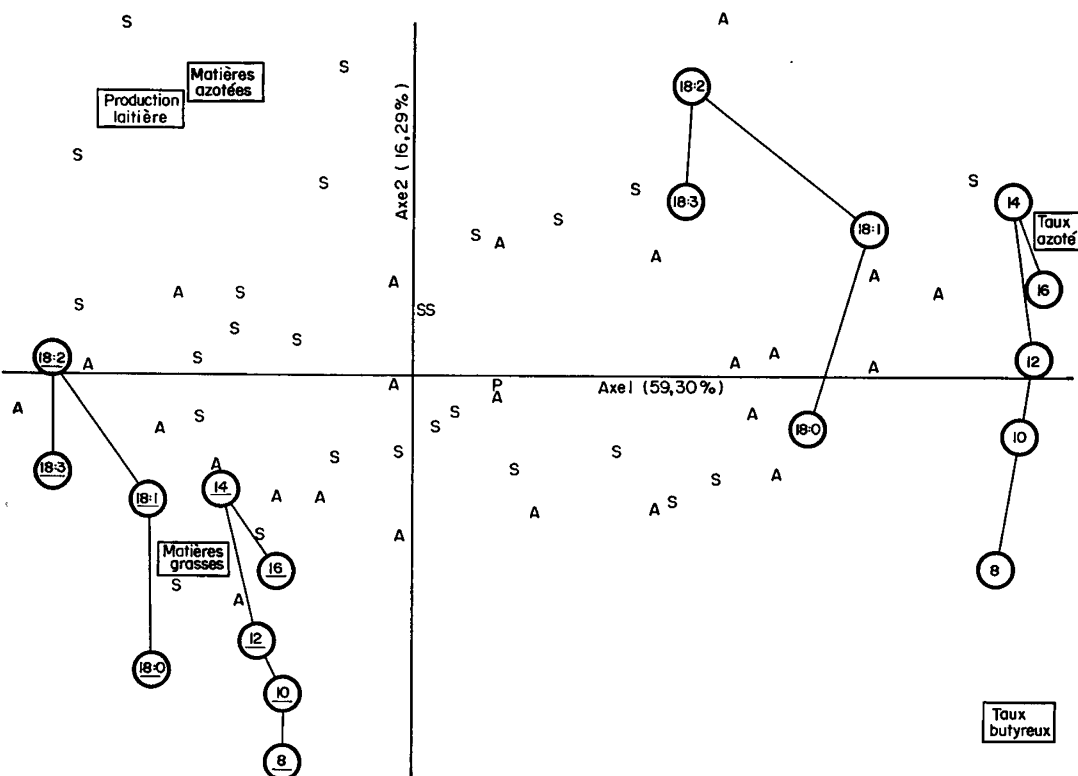 S
A
S
Matières
azotées
18:2
Production
laitière
Axe2 (16,29%)
S
S
S
S
14
18:3
S
S
18:1
Taux
azoté
A
A
A
A
A
S
S
A
16
S
SS
S
S
18:2
A
S
A
S
A
12
A
P
Axe1 (59,30%)
A
A
S
S
A
A
S
18:0
10
18:3
A
S
S
S
S
A
14
18:1
A
A
S
A
A
S
A
S
A
Matières
grasses
16
8
S
A
12
18:0
10
Taux
butyreux
8